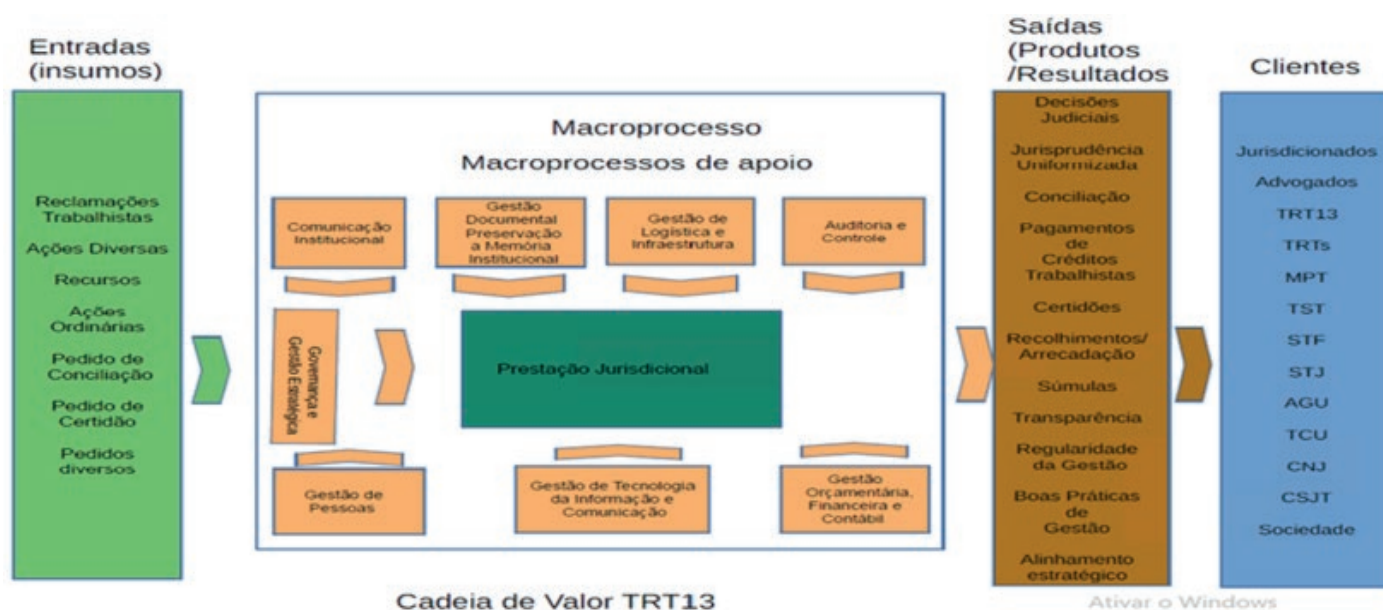 Entradas
(insumos)
Reclamações
Trabalhistas
Ações Diversas
Recursos
Ações
Ordinárias
Pedido de
Conciliação
Pedido de
Certidão
Pedidos
diversos
Macroprocesso
Macroprocessos de apoio
Comunicação
Institucional
Gestão
Documental
Preservação
a Memória
Institucional
Gestão de
Logística e
Infraestrutura
Auditoria e
Controle
Governança e
Gestão Estratégica
Prestação Jurisdicional
Gestão de
Pessoas
Gestão de Tecnologia
da Informação e
Comunicação
Gestão
Orçamentária,
Financeira e
Contábil
Saídas
(Produtos
/Resultados
Decisões
Judiciais
Jurisprudência
Uniformizada
Conciliação
Pagamentos
de
Créditos
Trabalhistas
Certidões
Recolhimentos/
Arrecadação
Súmulas
Transparência
Regularidade
da Gestão
Boas Práticas
de
Gestão
Alinhamento
estratégico
Clientes
Jurisdicionados
Advogados
TRT13
TRTs
MPT
TST
STF
STJ
AGU
TCU
CNJ
CSJT
Sociedade
Cadeia de Valor TRT13
Ativar o Windows